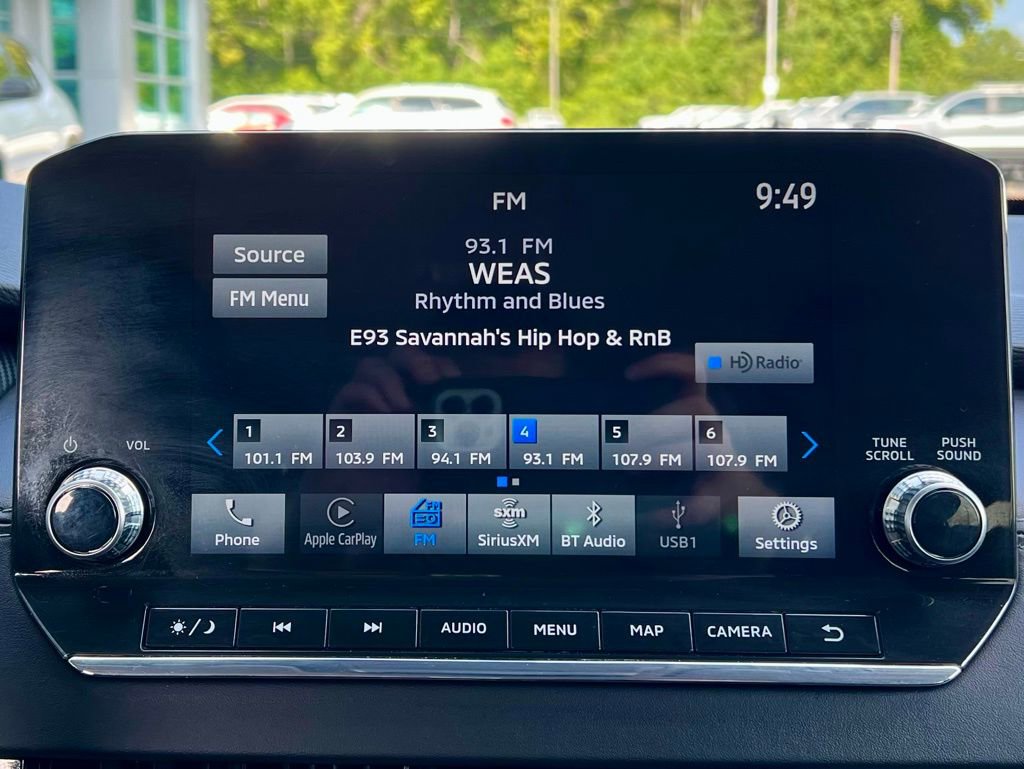 FM
9:49
Source
93.1 FM
WEAS
FM Menu
Rhythm and Blues
E93 Savannah's Hip Hop & RnB
HD Radio
1 2 3 4 5 6
101.1 FM 103.9 FM 94.1 FM 93.1 FM 107.9 FM 107.9 FM
VOL
TUNE SCROLL
PUSH SOUND
FM
sxm
Phone Apple CarPlay FM SiriusXM BT Audio USB1 Settings
AUDIO MENU MAP CAMERA